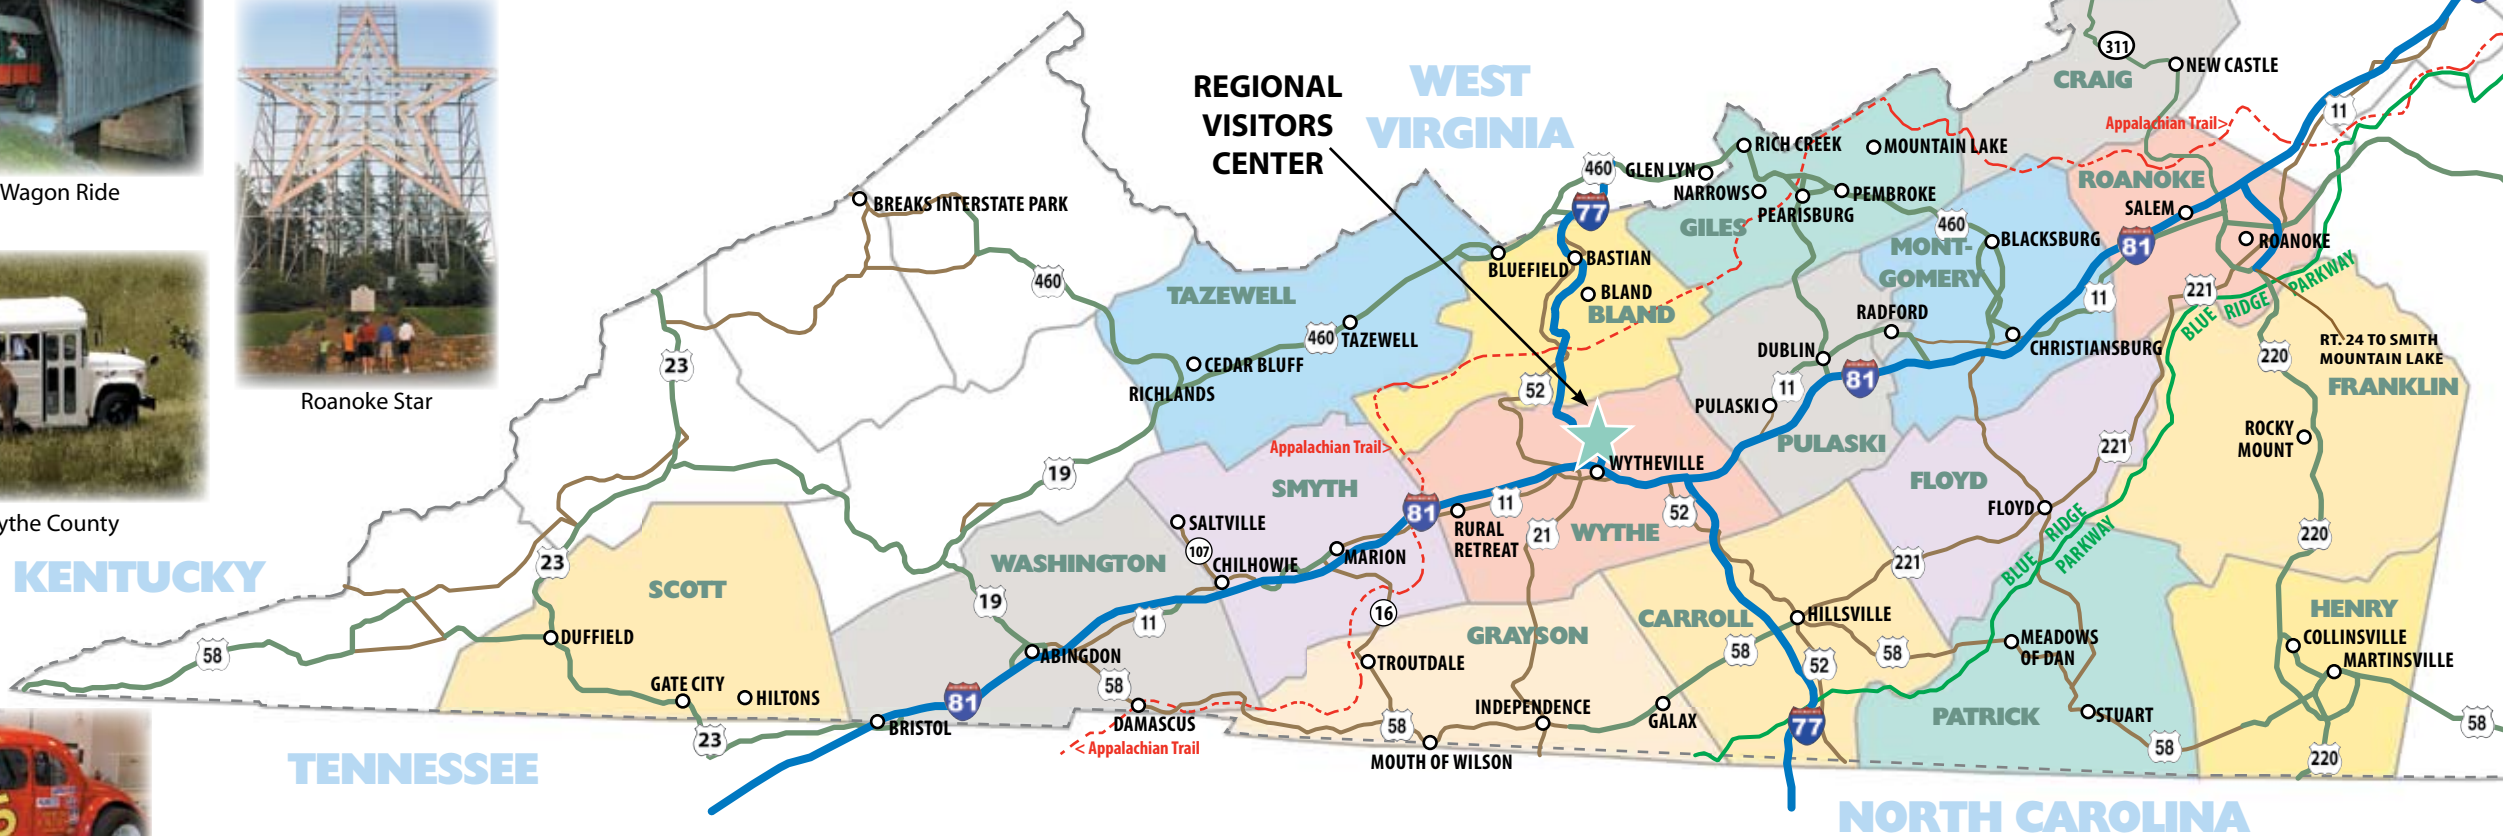 Wagon Ride
Roanoke Star
ythe County
REGIONAL
VISITORS
CENTER
WEST
VIRGINIA
KENTUCKY
TENNESSEE
NORTH CAROLINA
CRAIG
311
NEW CASTLE
Appalachian Trail>
11
RICH CREEK
MOUNTAIN LAKE
460
GLEN LYN
NARROWS
PEARISBURG
PEMBROKE
GILES
77
ROANOKE
SALEM
ROANOKE
460
BLACKSBURG
MONT-
GOMERY
81
11
221
BLUE RIDGE PARKWAY
BREAKS INTERSTATE PARK
460
TAZEWELL
BLUEFIELD
BASTIAN
BLAND
BLAND
460
TAZEWELL
CEDAR BLUFF
RICHLANDS
RADFORD
DUBLIN
CHRISTIANSBURG
81
11
PULASKI
PULASKI
RT. 24 TO SMITH
MOUNTAIN LAKE
220
FRANKLIN
ROCKY
MOUNT
23
52
Appalachian Trail>
19
SMYTH
WYTHEVILLE
221
FLOYD
FLOYD
BLUE RIDGE
PARKWAY
SALTVILLE
107
CHILHOWIE
MARION
81
RURAL
RETREAT
11
21
WYTHE
52
WASHINGTON
221
220
23
SCOTT
19
11
16
GRAYSON
CARROLL
HILLSVILLE
HENRY
COLLINSVILLE
MARTINSVILLE
58
DUFFIELD
ABINGDON
TROUTDALE
58
52
58
MEADOWS
OF DAN
GATE CITY
HILTONS
81
58
DAMASCUS
< Appalachian Trail
BRISTOL
23
58
MOUTH OF WILSON
INDEPENDENCE
GALAX
77
PATRICK
STUART
58
58
220
5